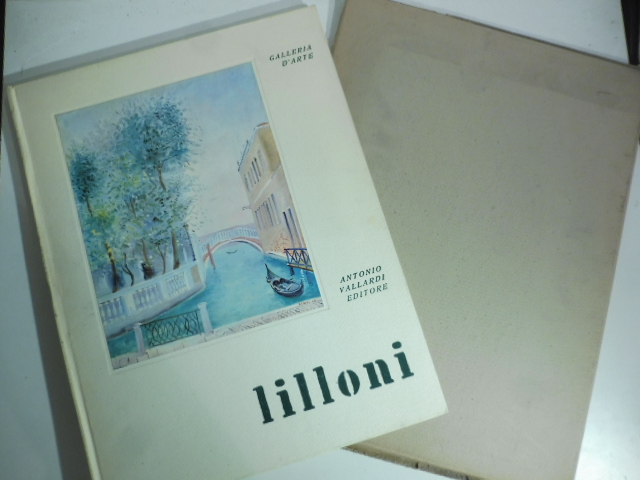 GALLERIA
D'ARTE
ANTONIO
VALLARDI
EDITORE
lilloni